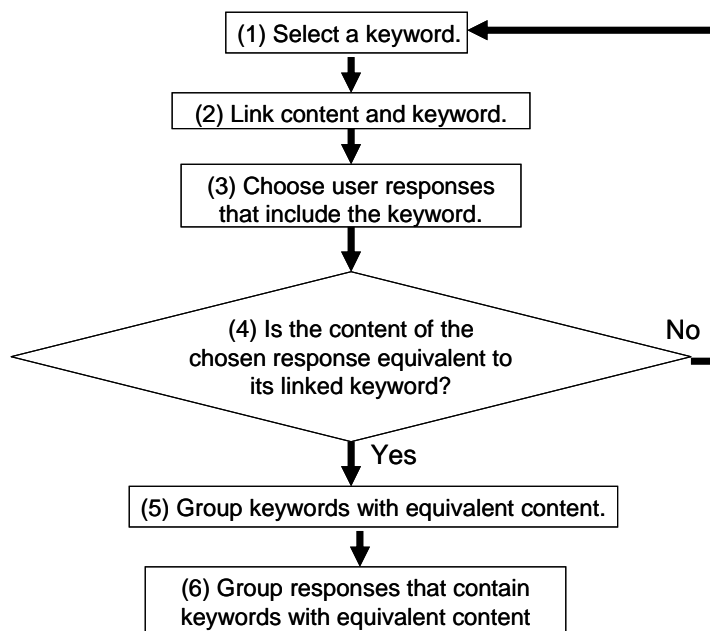 (1) Select a keyword.
(2) Link content and keyword.
(3) Choose user responses
that include the keyword.
(4) Is the content of the
chosen response equivalent to
its linked keyword?
No
Yes
(5) Group keywords with equivalent content.
(6) Group responses that contain
keywords with equivalent content